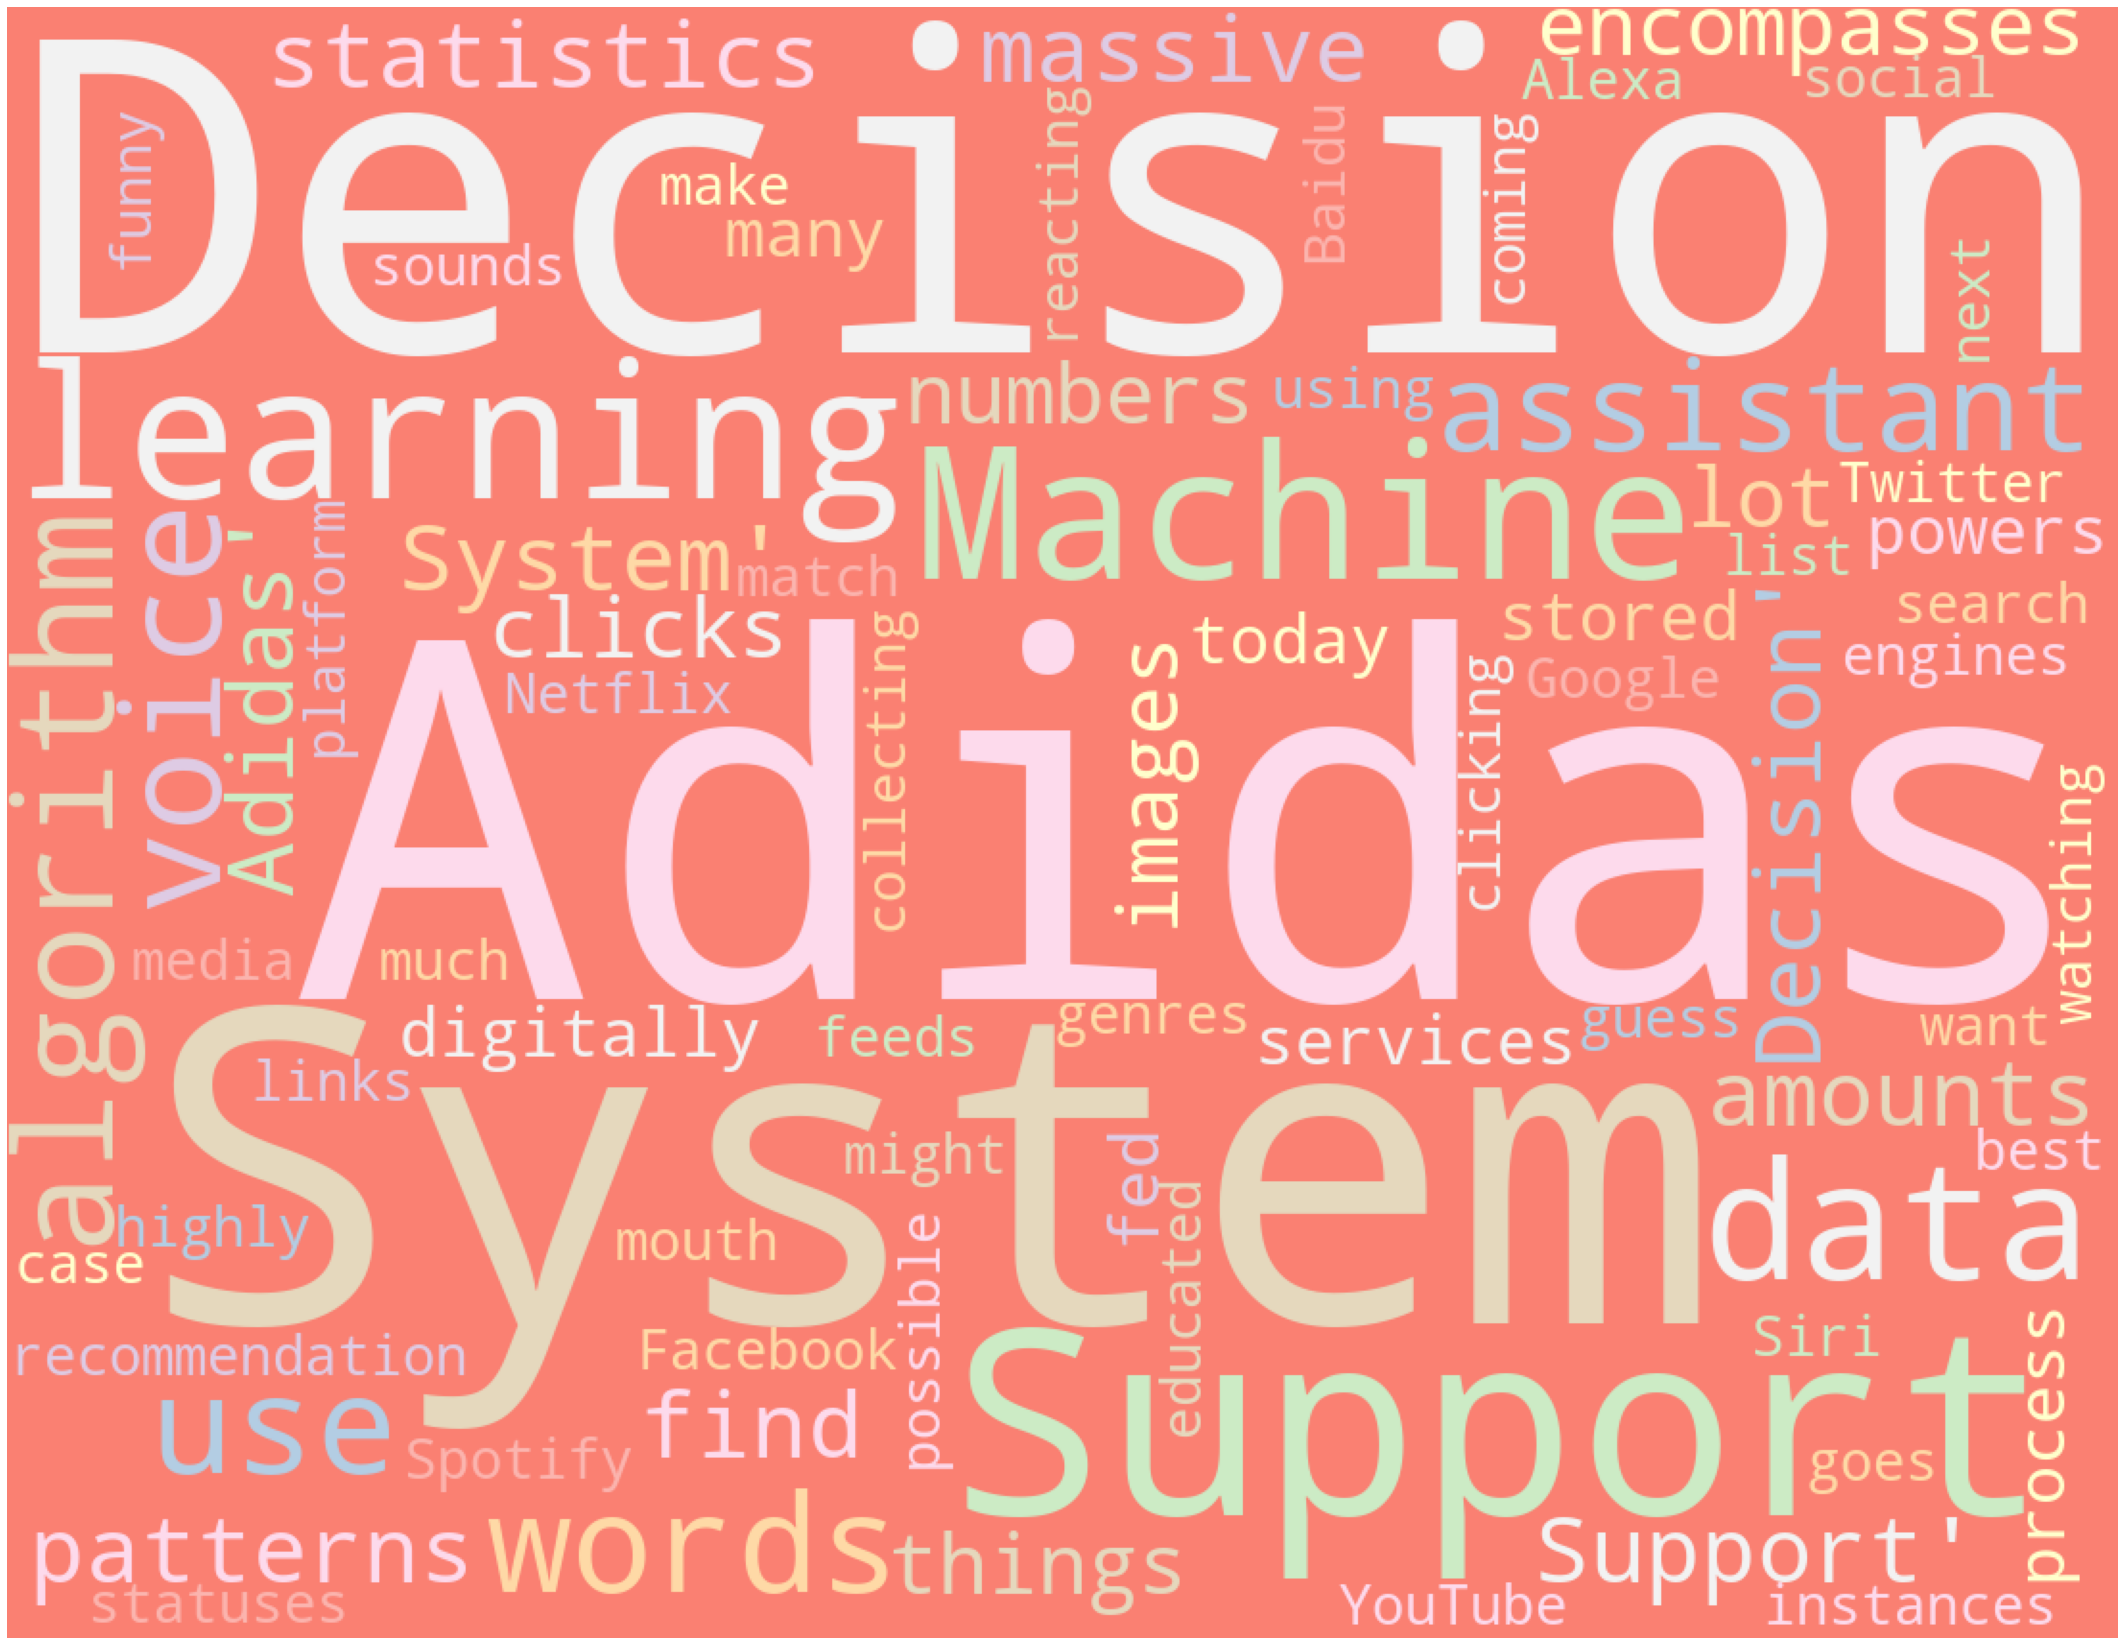 statistics
massive
encompasses
Alexa
social
Decision
funny
make
many
sounds
reacting
Baidu
coming
next
learning
numbers
using
assistant
Machine
lot
Twitter
powers
list
algorithm
voice
Adidas'
platform
System'
match
clicks
Netflix
collecting
today
images
stored
Google
clicking
search
engines
Decision'
Adidas
watching
media
much
digitally
feeds
genres
services
guess
want
links
System
amounts
might
fed
educated
best
data
highly
case
mouth
possible
recommendation
Facebook
Support
Siri
process
use
Spotify
find
goes
patterns
words
things
Support'
statuses
YouTube
instances